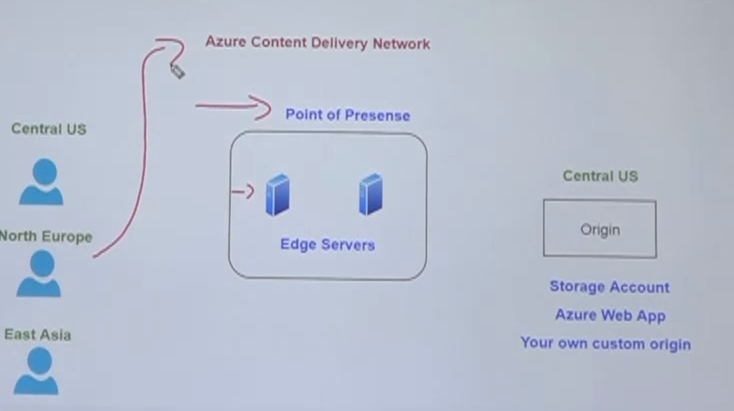 Azure Content Delivery Network
Point of Presense
Central US
North Europe
East Asia
Edge Servers
Central US
Origin
Storage Account
Azure Web App
Your own custom origin